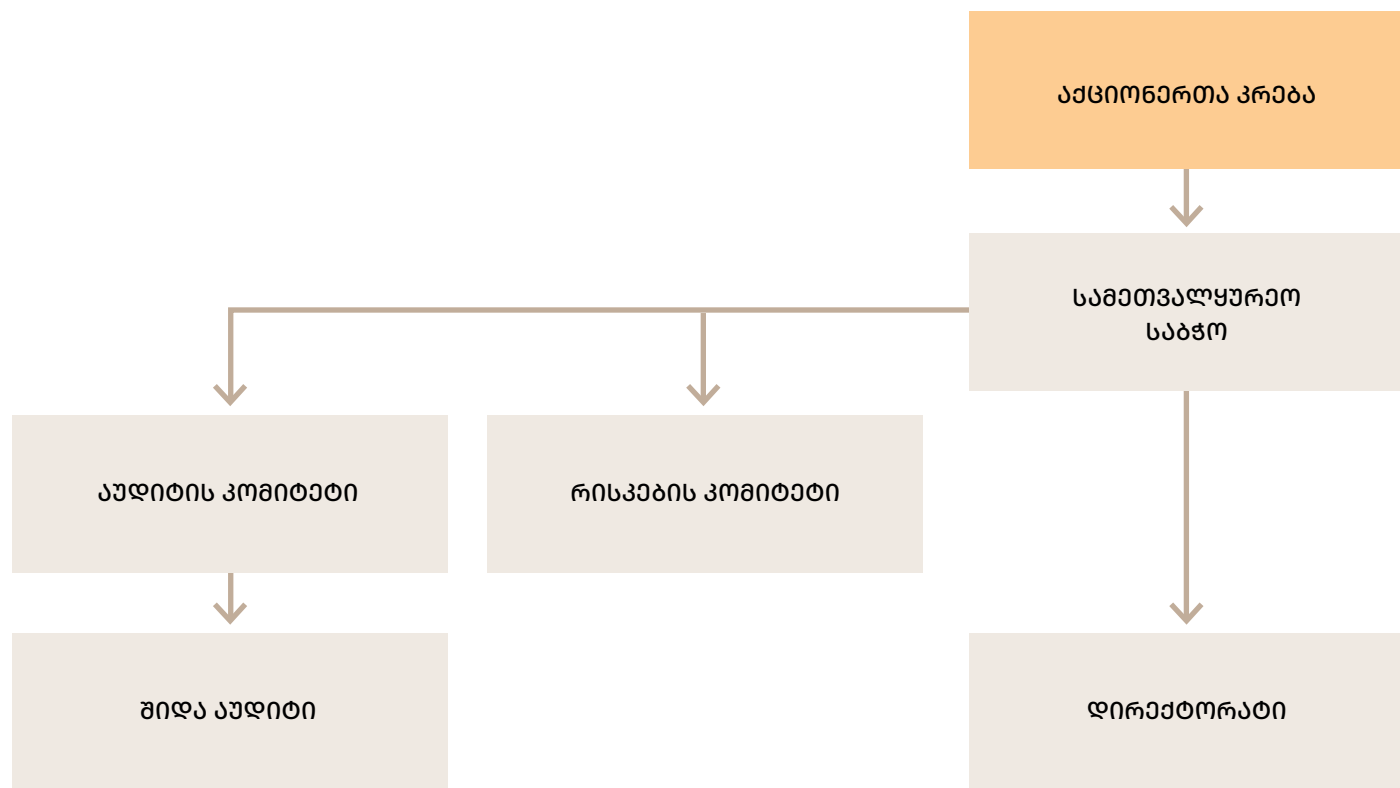 აქციონერთა კრება
სამეთვალყურეო
საბჭო
აუდიტის კომიტეტი
რისკების კომიტეტი
შიდა აუდიტი
დირექტორატი